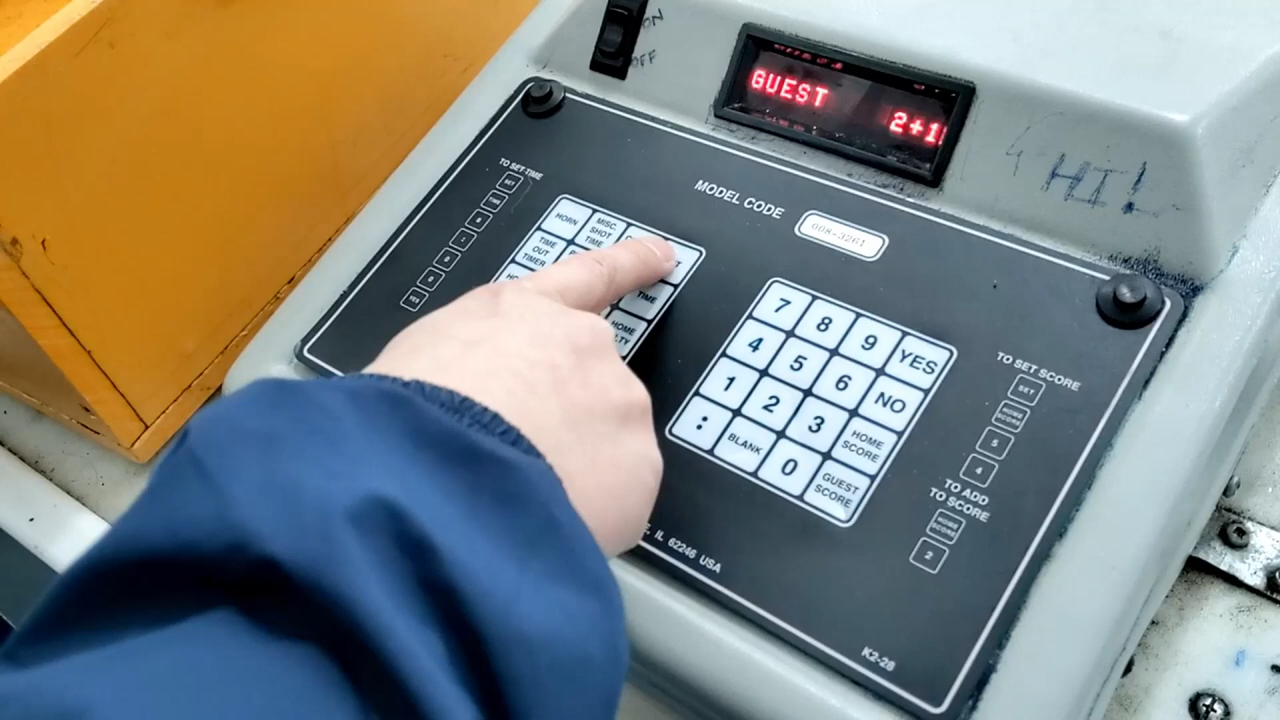 ON
OFF
GUEST 2+1
HI!
MODEL CODE 008-3261
TO SET TIME
SET
TIME
YES
HORN
MISC SHOT TIME
TIME OUT TIMER
TIME
HOME
7 8 9 YES
4 5 6 NO
1 2 3 HOME SCORE
: BLANK 0 GUEST SCORE
TO SET SCORE
SET
HOME SCORE
5
4
TO ADD
TO SCORE
HOME SCORE
2
IL 62246 USA
K2-28